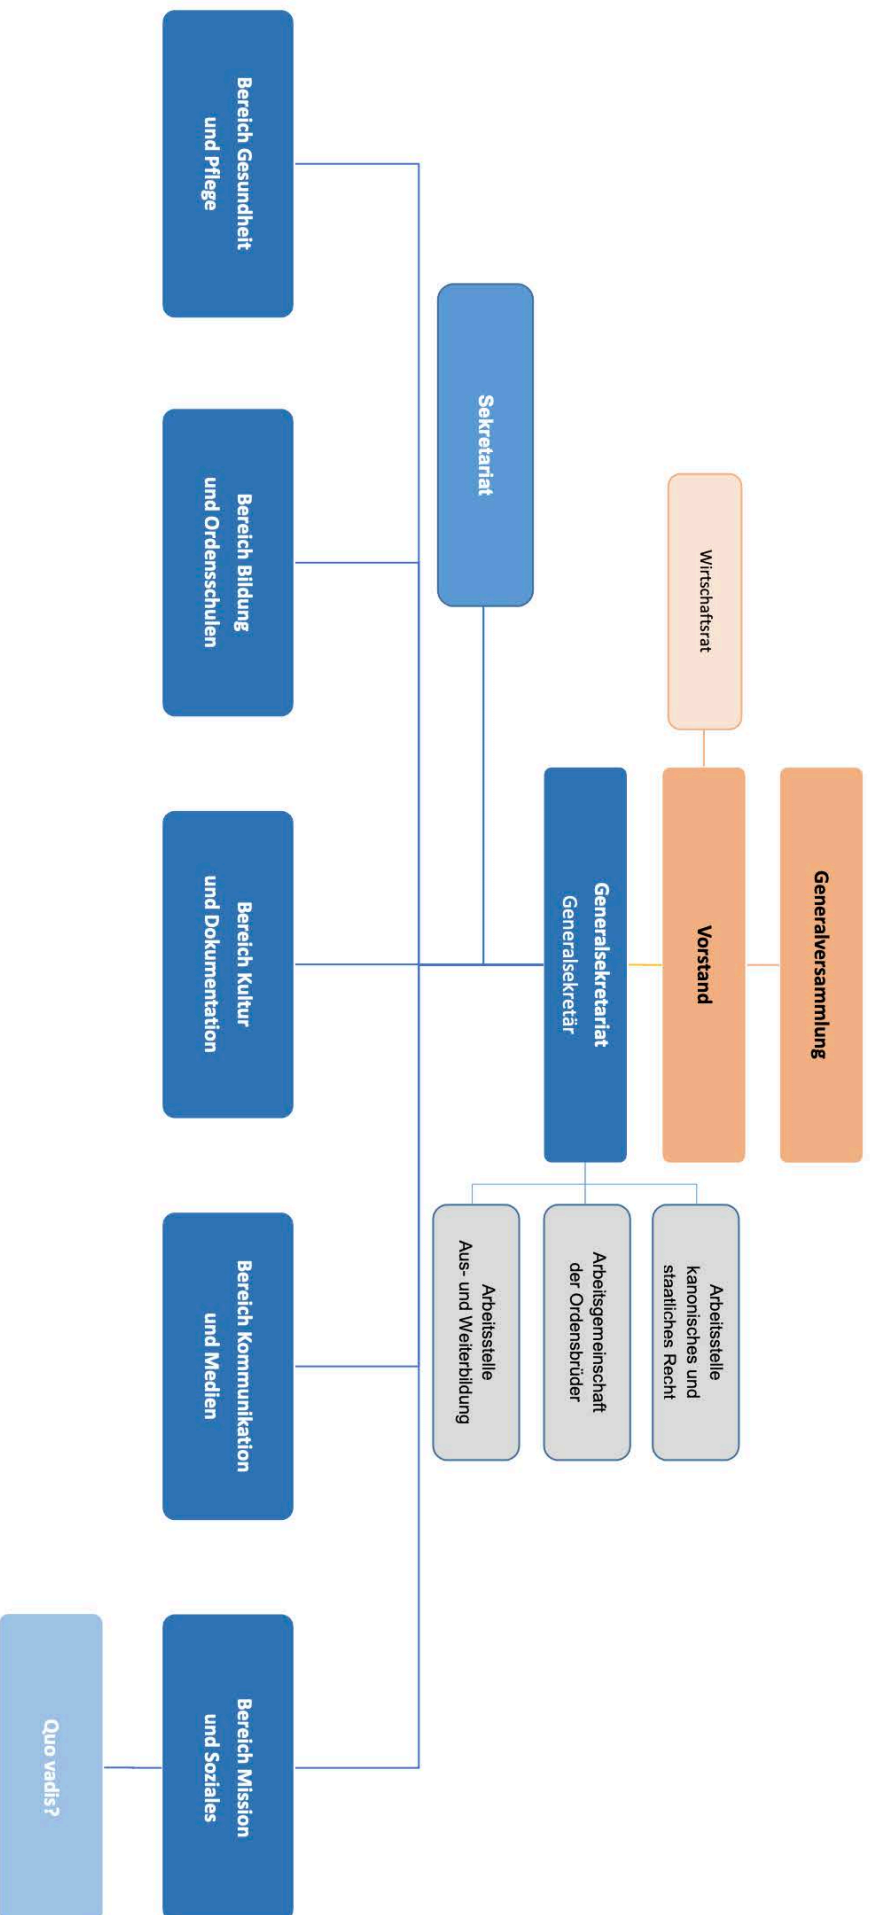 Generalversammlung
Wirtschaftsrat
Vorstand
Generalsekretariat
Generalsekretär
Arbeitsstelle
kanonisches und
staatliches Recht
Arbeitsgemeinschaft
der Ordensbrüder
Arbeitsstelle
Aus- und Weiterbildung
Sekretariat
Bereich Gesundheit
und Pflege
Bereich Bildung
und Ordensschulen
Bereich Kultur
und Dokumentation
Bereich Kommunikation
und Medien
Bereich Mission
und Soziales
Quo vadis?